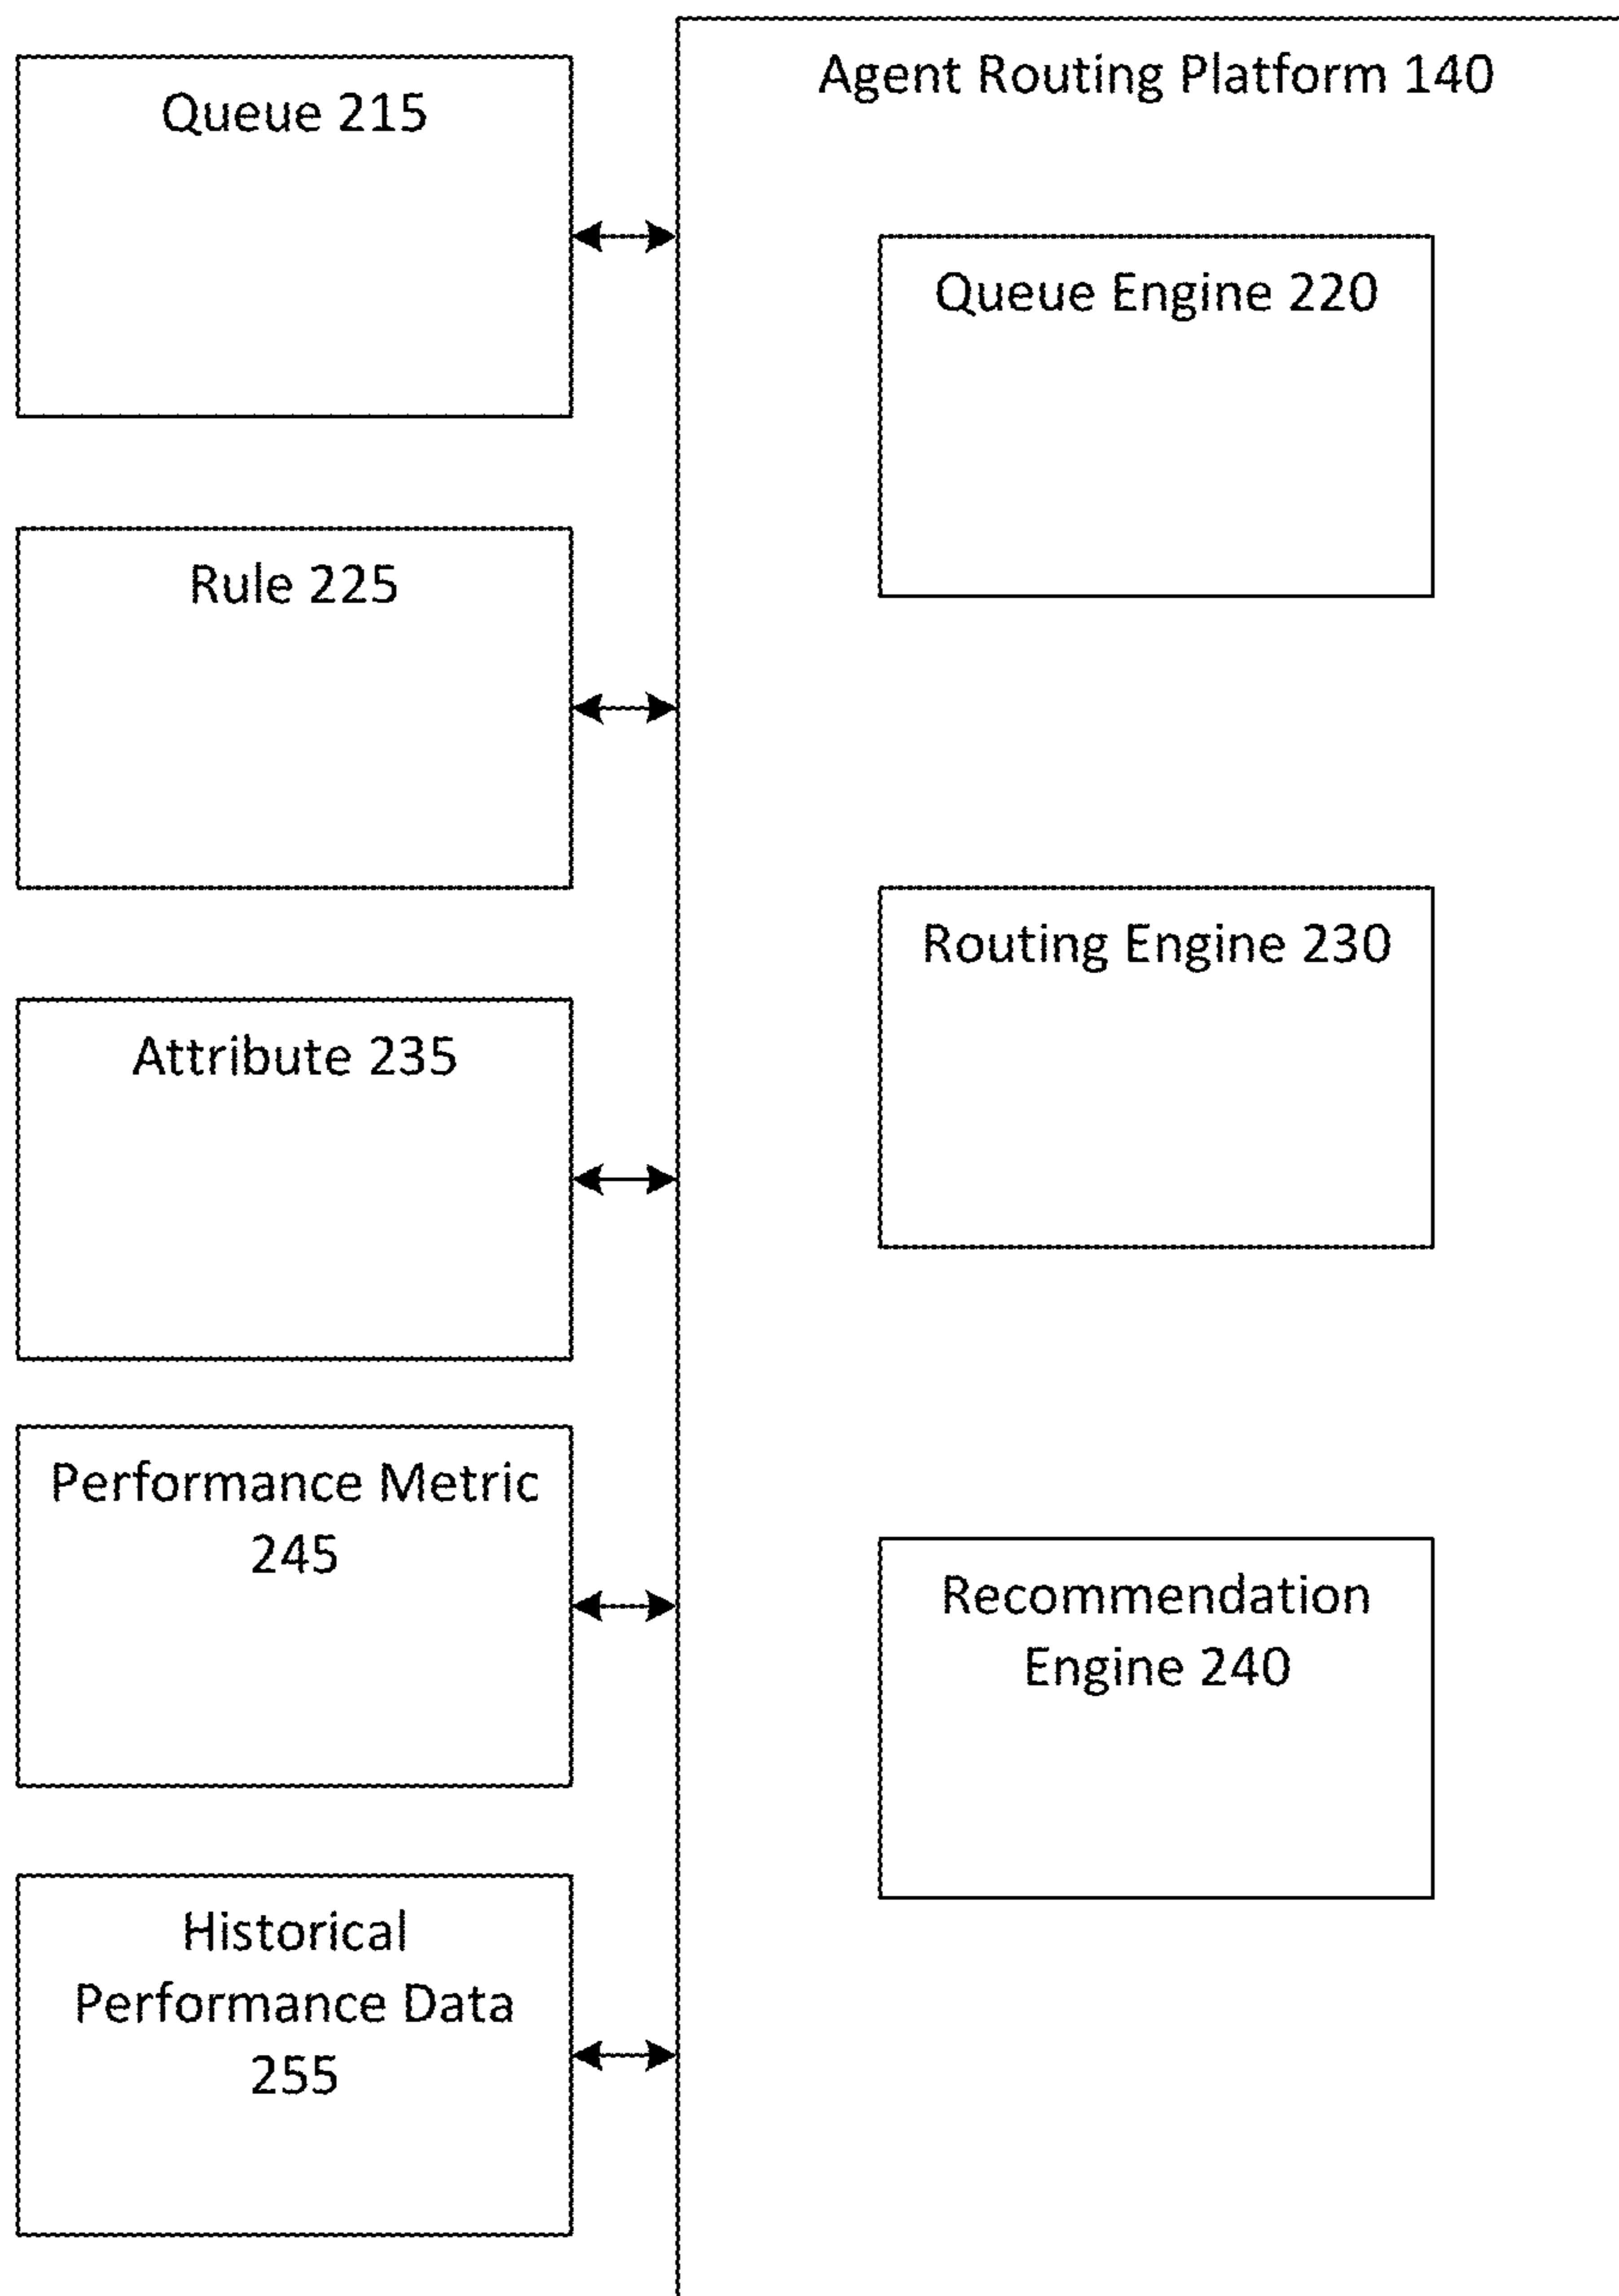 Agent Routing Platform 140
Queue 215
Queue Engine 220
Rule 225
Routing Engine 230
Attribute 235
Performance Metric
245
Recommendation
Engine 240
Historical
Performance Data
255